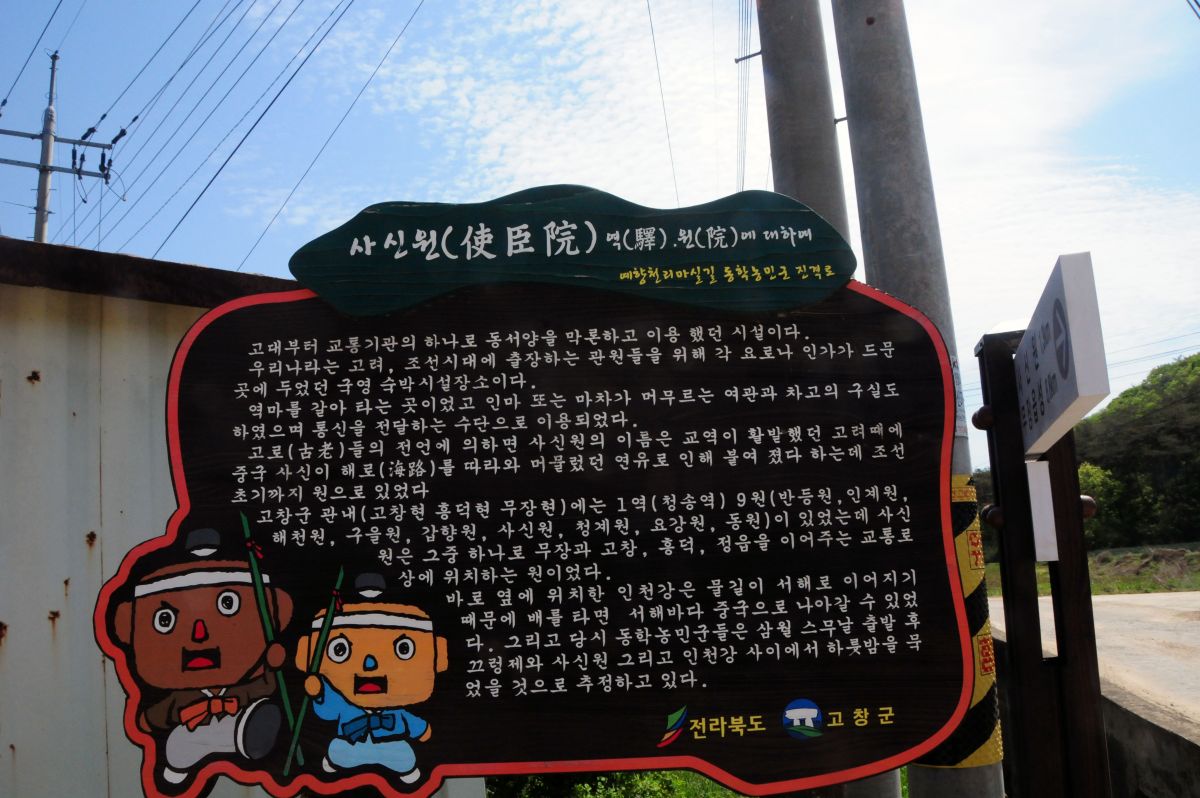 사신원(使臣院)역(驛).원(院)에 대하여
예향천리마실길 동학농민군 진격로
고대부터 교통기관의 하나로 동서양을 막론하고 이용 했던 시설이다.
우리나라는 고려, 조선시대에 출장하는 관원들을 위해 각 요로나 인가가 드문
곳에 두었던 국영 숙박시설장소이다.
역마를 갈아 타는 곳이었고 인마 또는 마차가 머무르는 여관과 차고의 구실도
하였으며 통신을 전달하는 수단으로 이용되었다.
고로(古老)들의 전언에 의하면 사신원의 이름은 교역이 활발했던 고려때에
중국 사신이 해로(海路)를 따라와 머물렀던 연유로 인해 붙여 졌다 하는데 조선
초기까지 원으로 있었다
고창군 관내(고창현 흥덕현 무장현)에는 1역(청송역) 9원(반등원,인계원,
해천원, 구을원, 갑향원, 사신원, 청계원, 요강원, 동원)이 있었는데 사신
원은 그중 하나로 무장과 고창, 흥덕, 정읍을 이어주는 교통로
상에 위치하는 원이었다.
바로 옆에 위치한 인천강은 물길이 서해로 이어지기
때문에 배를 타면 서해바다 중국으로 나아갈 수 있었
다. 그리고 당시 동학농민군들은 삼월 스무날 출발 후
끄렁제와 사신원 그리고 인천강 사이에서 하룻밤을 묵
었을 것으로 추정하고 있다.
전라북도 고창군